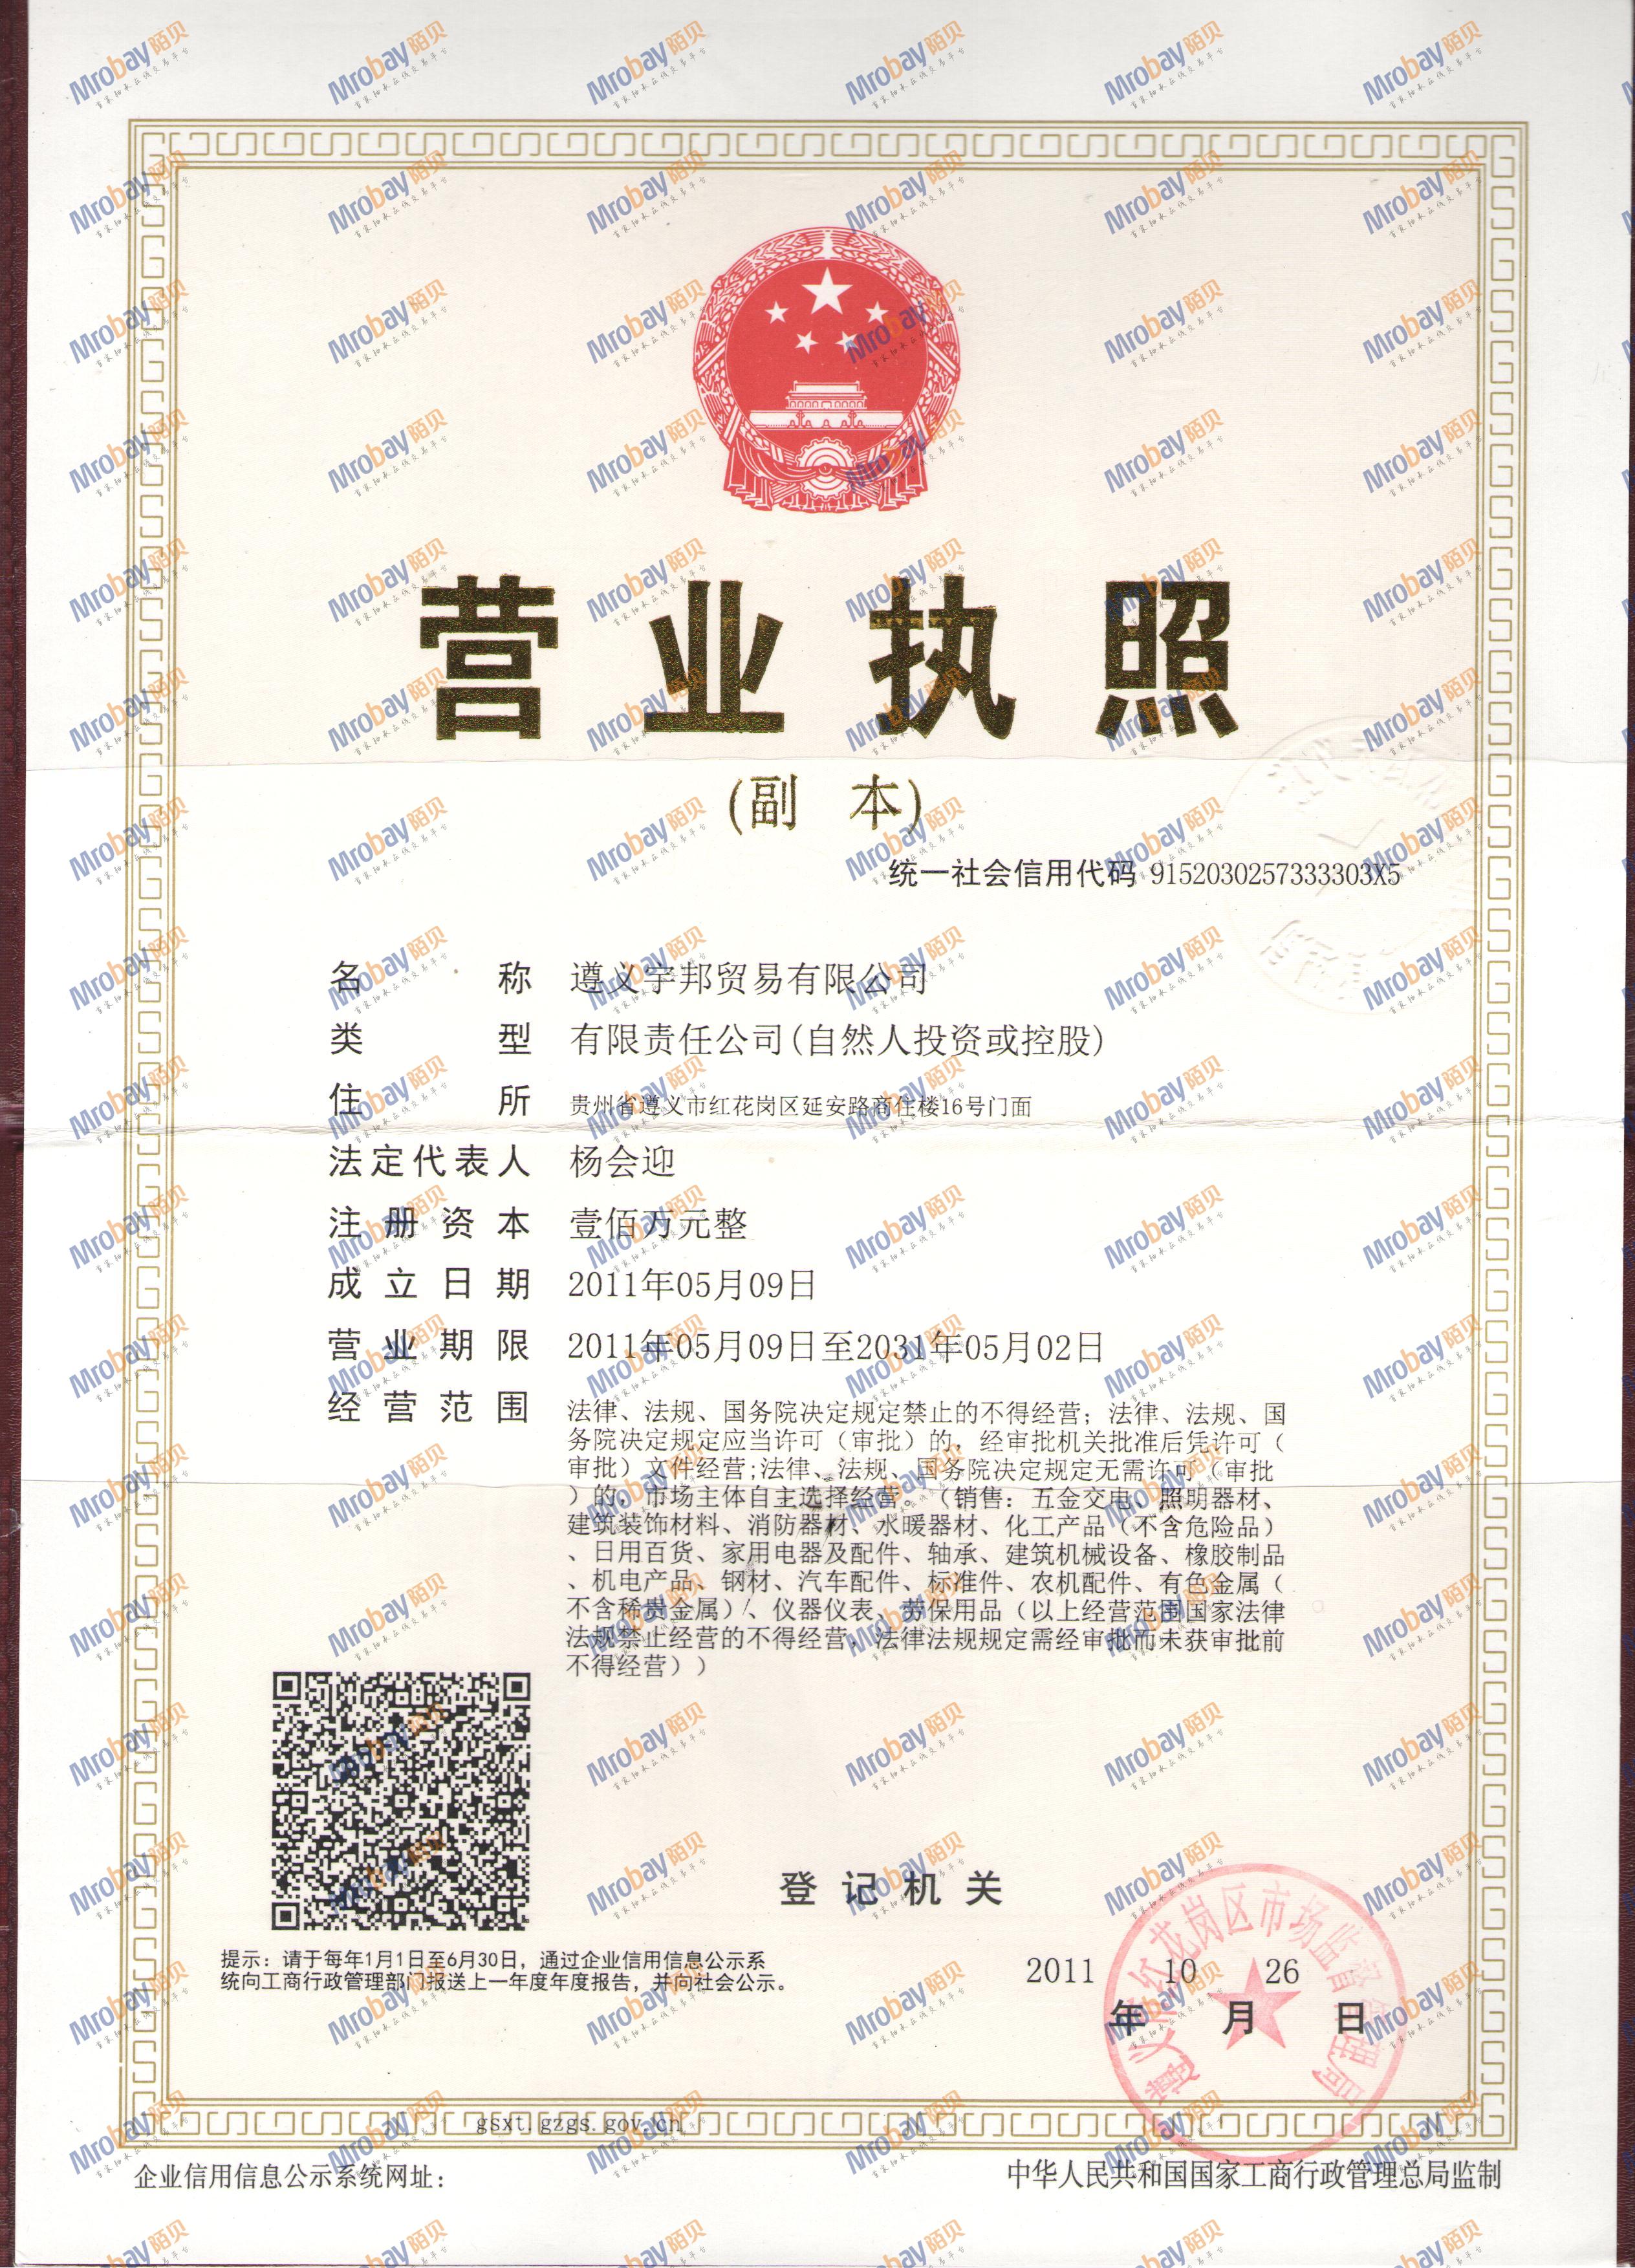 营业执照
(副 本)
统一社会信用代码 9152030257333303X5
名称 遵义宇邦贸易有限公司
类型 有限责任公司(自然人投资或控股)
住所 贵州省遵义市红花岗区延安路商住楼16号门面
法定代表人 杨会迎
注册资本 壹佰万元整
成立日期 2011年05月09日
营业期限 2011年05月09日至2031年05月02日
经营范围 法律、法规、国务院决定规定禁止的不得经营；法律、法规、国
务院决定规定应当许可（审批）的，经审批机关批准后凭许可（
审批）文件经营;法律、法规、国务院决定规定无需许可（审批
）的，市场主体自主选择经营。（销售：五金交电、照明器材、
建筑装饰材料、消防器材、水暖器材、化工产品（不含危险品）
、日用百货、家用电器及配件、轴承、建筑机械设备、橡胶制品
、机电产品、钢材、汽车配件、标准件、农机配件、有色金属（
不含稀贵金属）、仪器仪表、劳保用品（以上经营范围国家法律
法规禁止经营的不得经营，法律法规规定需经审批而未获审批前
不得经营））
登记机关
提示：请于每年1月1日至6月30日，通过企业信用信息公示系
统向工商行政管理部门报送上一年度年度报告，并向社会公示。
2011 10 26
年 月 日
gsxt.gzgs.gov.cn
企业信用信息公示系统网址：
中华人民共和国国家工商行政管理总局监制
Mrobay陌贝